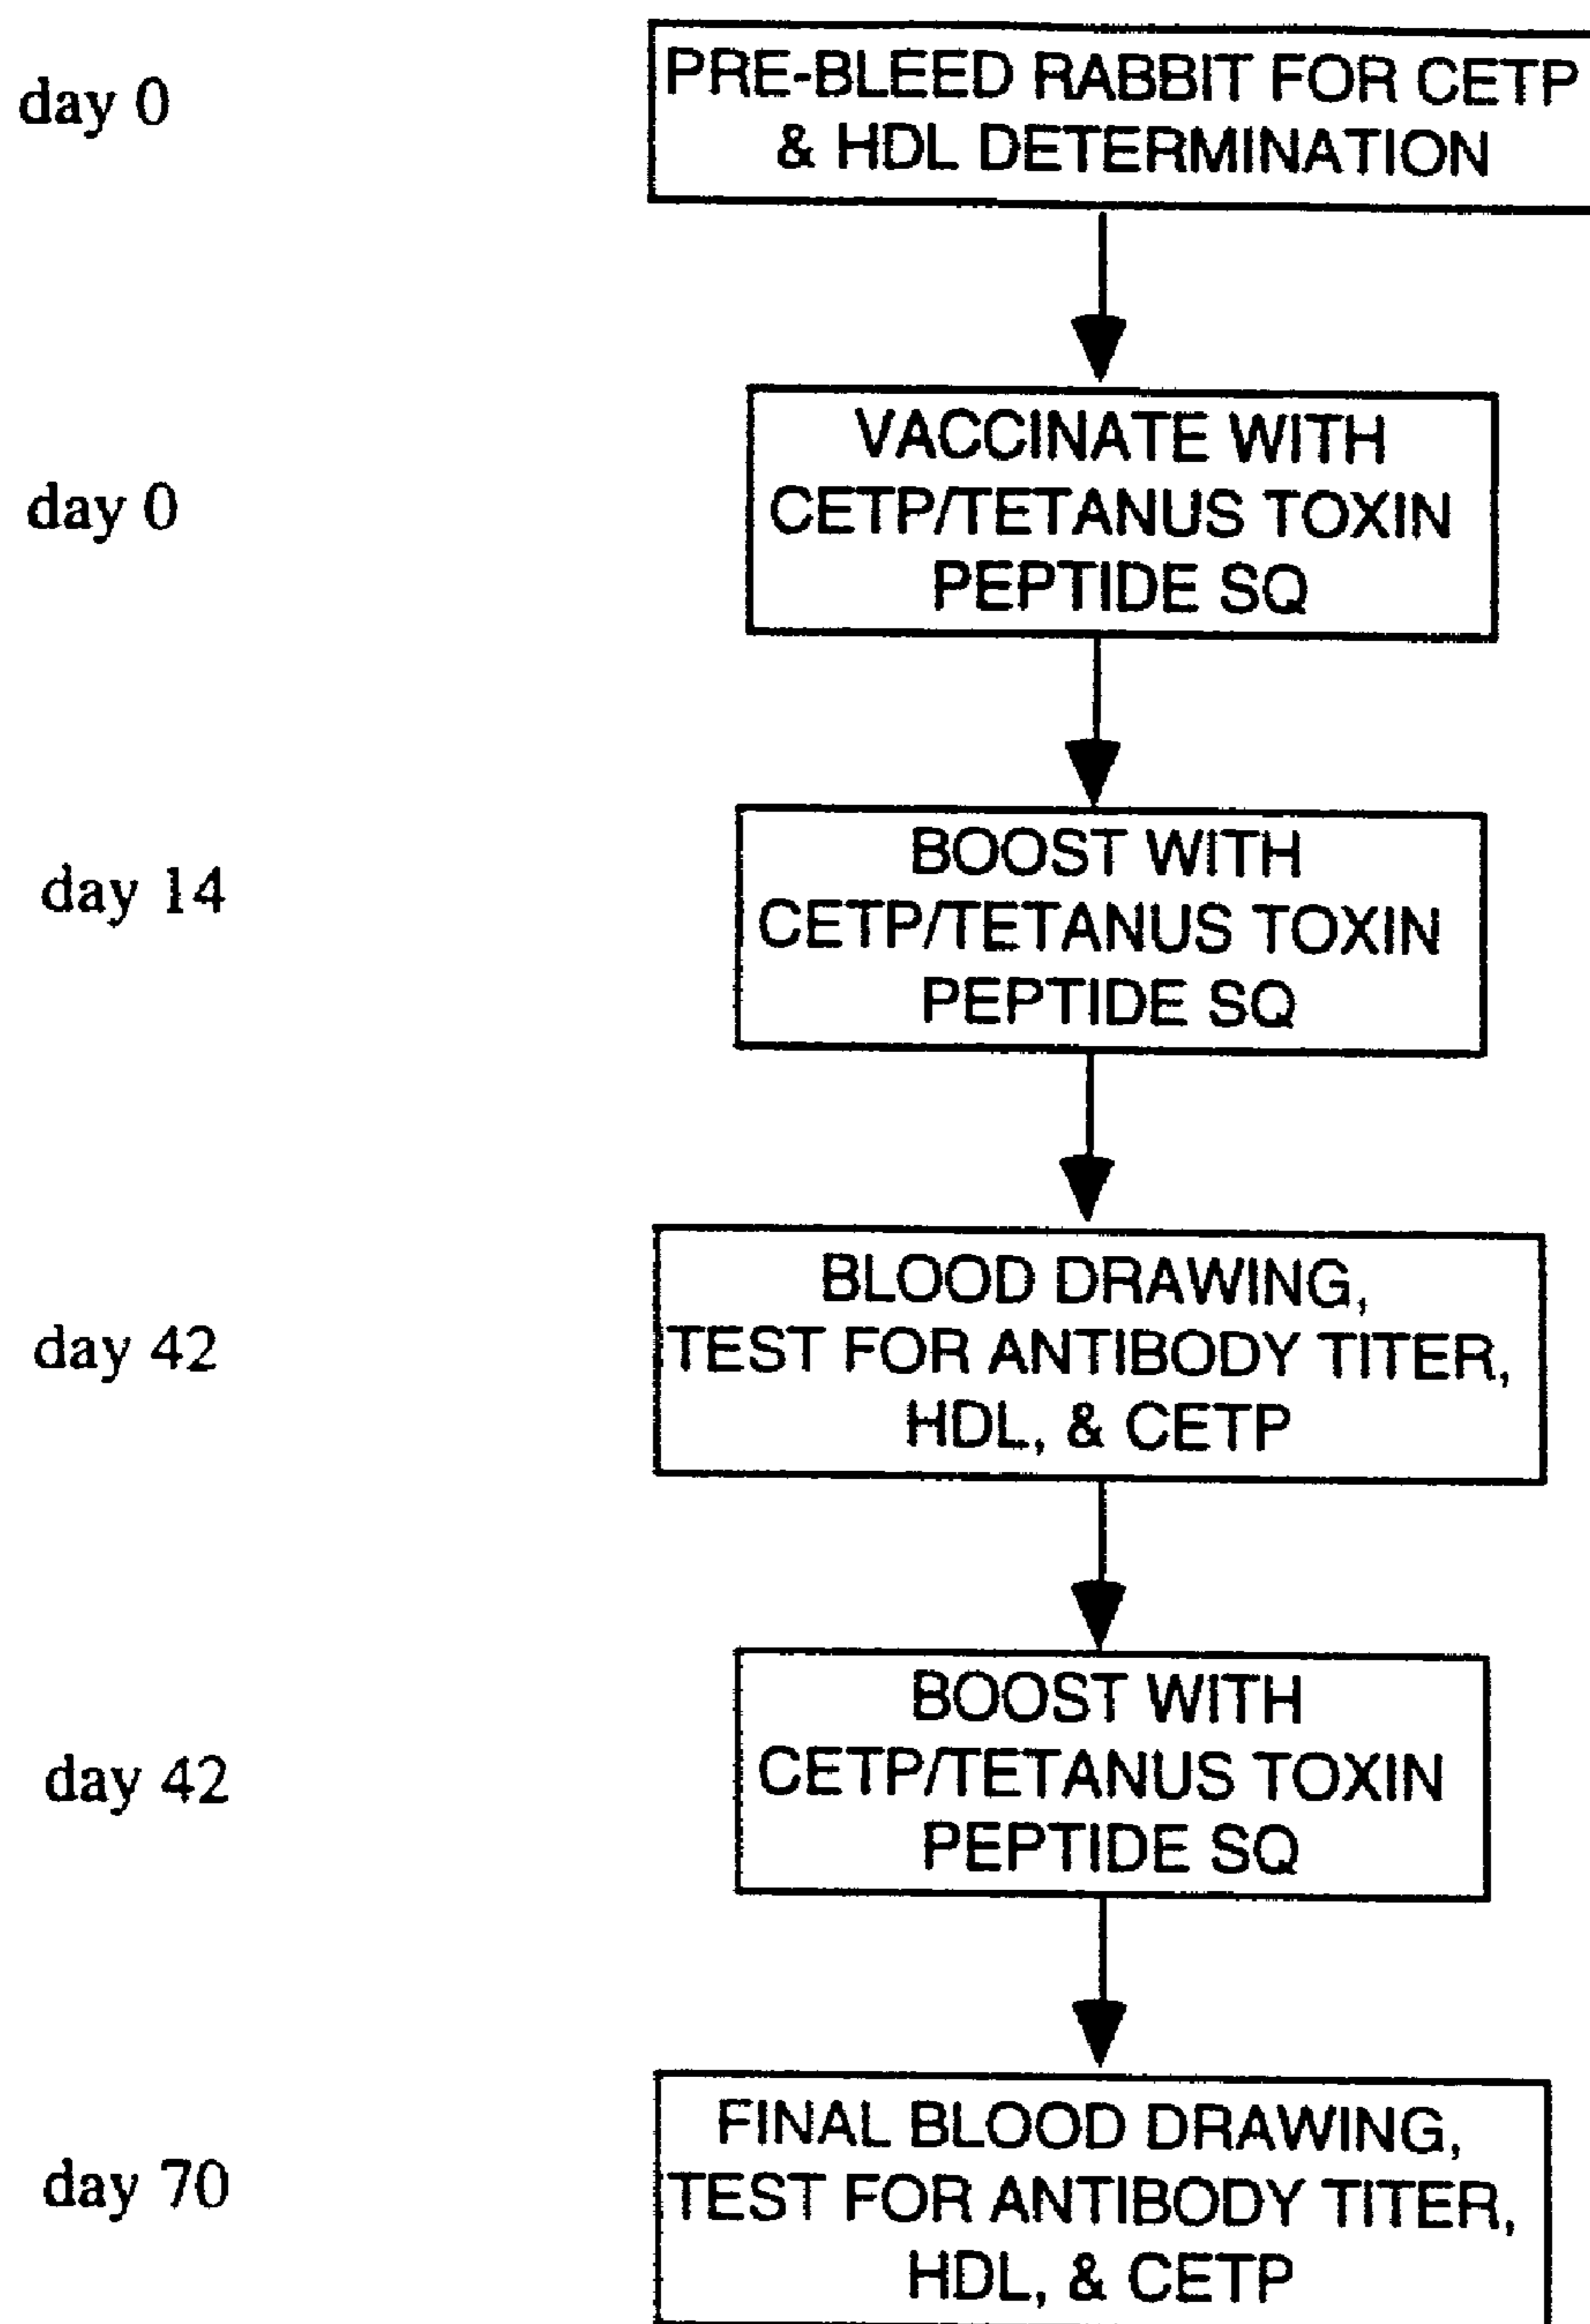 day 0
PRE-BLEED RABBIT FOR CETP
& HDL DETERMINATION
day 0
VACCINATE WITH
CETP/TETANUS TOXIN
PEPTIDE SQ
day 14
BOOST WITH
CETP/TETANUS TOXIN
PEPTIDE SQ
day 42
BLOOD DRAWING,
TEST FOR ANTIBODY TITER,
HDL, & CETP
day 42
BOOST WITH
CETP/TETANUS TOXIN
PEPTIDE SQ
day 70
FINAL BLOOD DRAWING,
TEST FOR ANTIBODY TITER,
HDL, & CETP